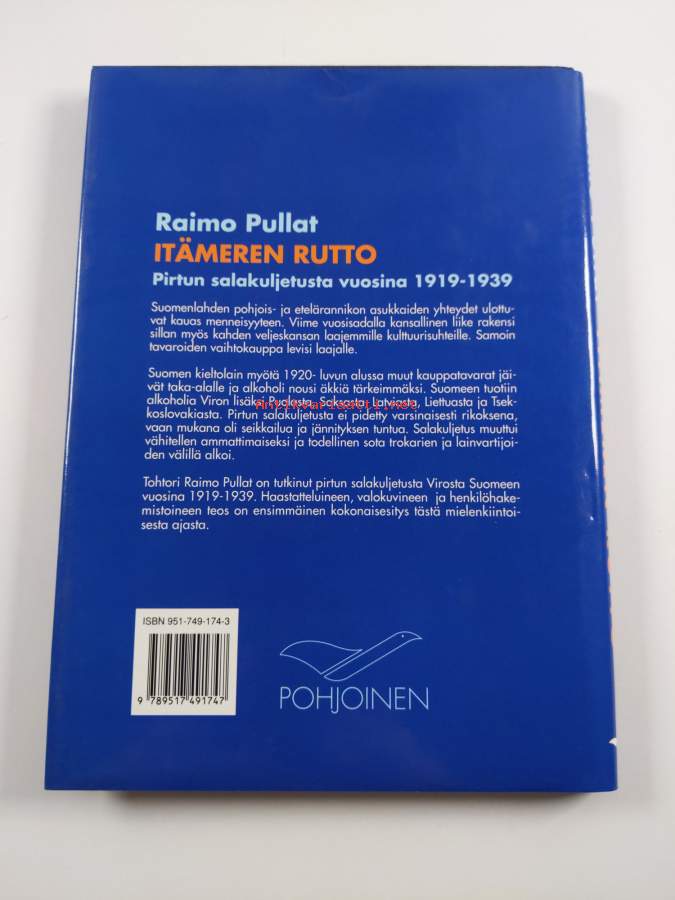 Raimo Pullat
ITÄMEREN RUTTO
Pirtun salakuljetusta vuosina 1919-1939
Suomenlahden pohjois- ja etelärannikon asukkaiden yhteydet ulottu-
vat kauas menneisyyteen. Viime vuosisadalla kansallinen liike rakensi
sillan myös kahden veljeskansan laajemmille kulttuurisuhteille. Samoin
tavaroiden vaihtokauppa levisi laajalle.
Suomen kieltolain myötä 1920- luvun alussa muut kauppatavarat jäi-
vät taka-alalle ja alkoholi nousi äkkiä tärkeimmäksi. Suomeen tuotiin
alkoholia Viron lisäksi Puolasta, Saksasta, Latviasta, Liettuasta ja Tsek-
Antikvariaatti.net
koslovakiasta. Pirtun salakuljetusta ei pidetty varsinaisesti rikoksena,
vaan mukana oli seikkailua ja jännityksen tuntua. Salakuljetus muuttui
vähitellen ammattimaiseksi ja todellinen sota trokarien ja lainvartijoi-
den välillä alkoi.
Tohtori Raimo Pullat on tutkinut pirtun salakuljetusta Virosta Suomeen
vuosina 1919-1939. Haastatteluineen, valokuvineen ja henkilöhake-
mistoineen teos on ensimmäinen kokonaisesitys tästä mielenkiintoi-
sesta ajasta.
ISBN 951-749-174-3
9 789517 491747
POHJOINEN